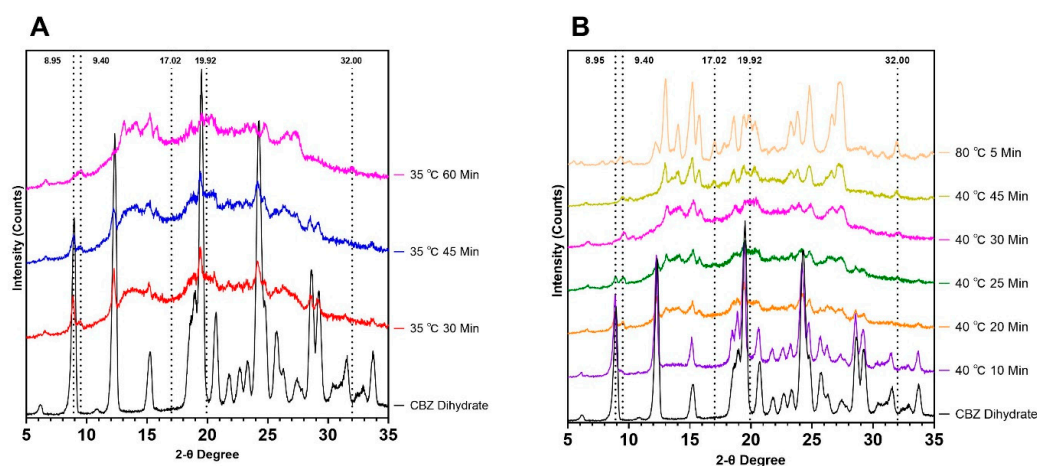 A
8.95 9.40 17.02 19.92 32.00
35 °C 60 Min
35 °C 45 Min
35 °C 30 Min
CBZ Dihydrate
Intensity (Counts)
5 10 15 20 25 30 35
2-θ Degree
B
8.95 9.40 17.02 19.92 32.00
80 °C 5 Min
40 °C 45 Min
40 °C 30 Min
40 °C 25 Min
40 °C 20 Min
40 °C 10 Min
CBZ Dihydrate
Intensity (Counts)
5 10 15 20 25 30 35
2-θ Degree